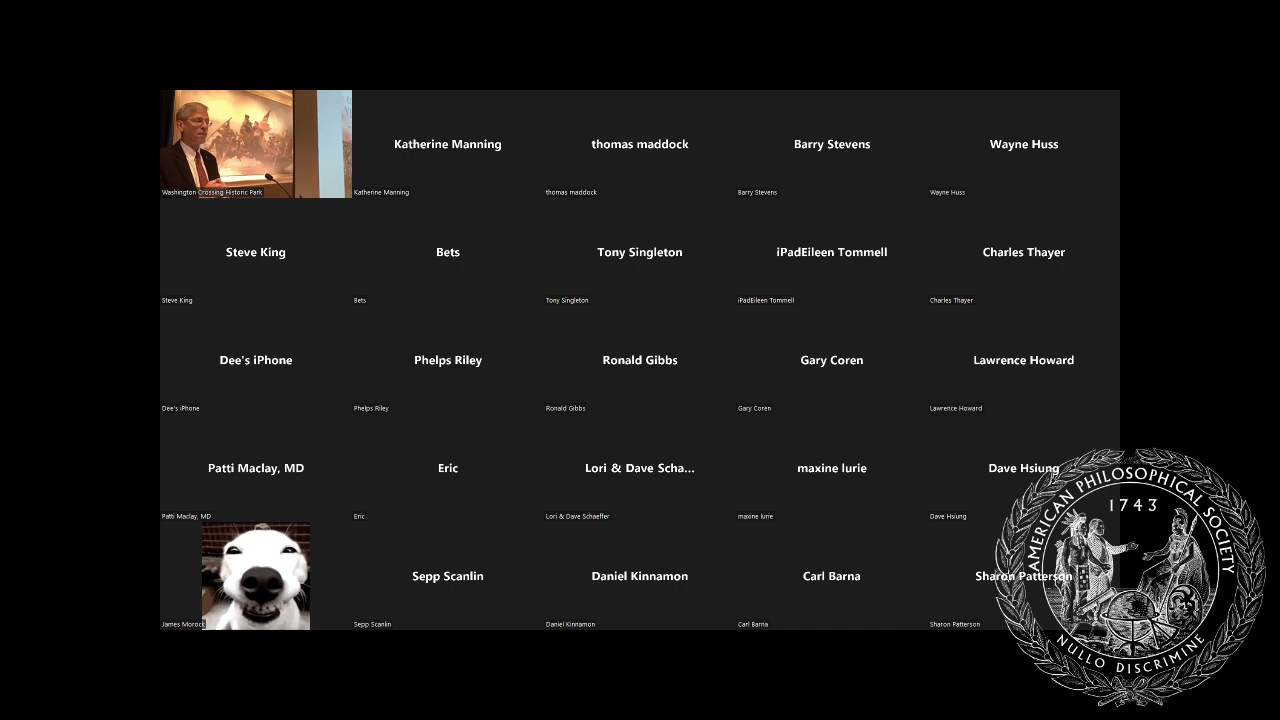 Washington Crossing Historic Park
Katherine Manning
Katherine Manning
thomas maddock
thomas maddock
Barry Stevens
Barry Stevens
Wayne Huss
Wayne Huss
Steve King
Steve King
Bets
Bets
Tony Singleton
Tony Singleton
iPadEileen Tommell
iPadEileen Tommell
Charles Thayer
Charles Thayer
Dee's iPhone
Dee's iPhone
Phelps Riley
Phelps Riley
Ronald Gibbs
Ronald Gibbs
Gary Coren
Gary Coren
Lawrence Howard
Lawrence Howard
Patti Maclay, MD
Patti Maclay, MD
Eric
Eric
Lori & Dave Scha...
Lori & Dave Schaeffer
maxine lurie
maxine lurie
Dave Hsiung
Dave Hsiung
James Morock
Sepp Scanlin
Sepp Scanlin
Daniel Kinnamon
Daniel Kinnamon
Carl Barna
Carl Barna
Sharon Patterson
Sharon Patterson
AMERICAN PHILOSOPHICAL SOCIETY
1743
NULLO DISCRIMINE